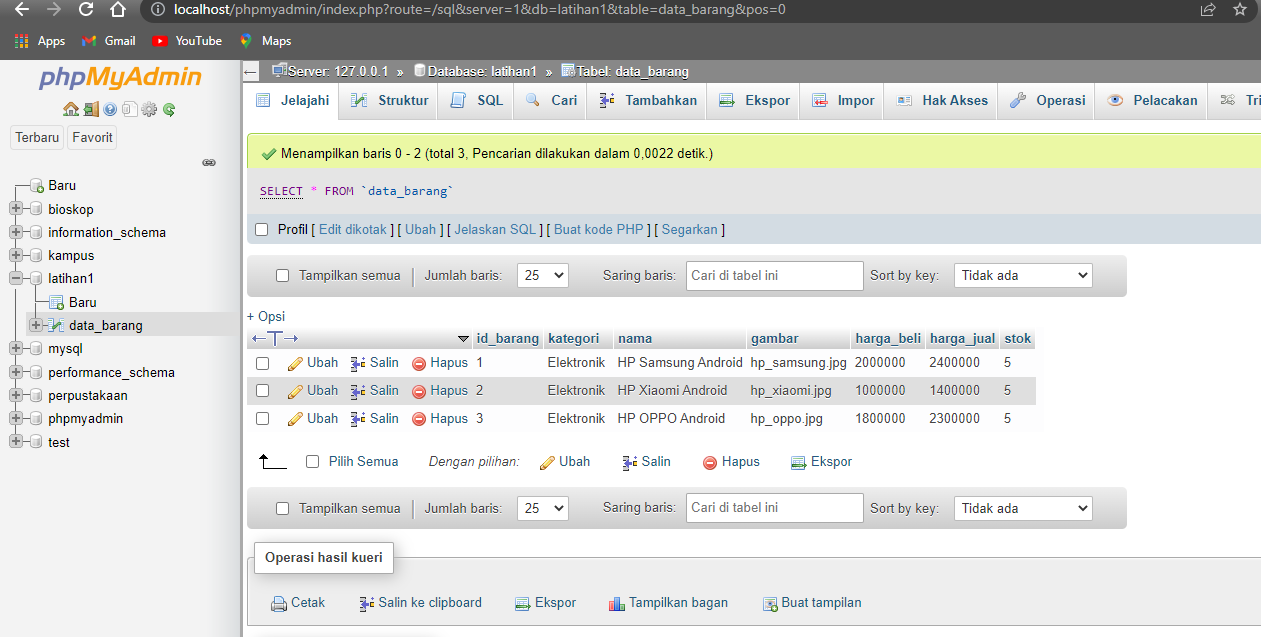 localhost/phpmyadmin/index.php?route=/sql&server=1&db=latihan1&table=data_barang&pos=0
Apps Gmail YouTube Maps
phpMyAdmin
Terbaru Favorit
Baru
bioskop
information_schema
kampus
latihan1
Baru
data_barang
mysql
performance_schema
perpustakaan
phpmyadmin
test
Server: 127.0.0.1 » Database: latihan1 » Tabel: data_barang
Jelajahi Struktur SQL Cari Tambahkan Ekspor Impor Hak Akses Operasi Pelacakan Tri
Menampilkan baris 0 - 2 (total 3, Pencarian dilakukan dalam 0,0022 detik.)
SELECT * FROM `data_barang`
Profil [ Edit dikotak ] [ Ubah ] [ Jelaskan SQL ] [ Buat kode PHP ] [ Segarkan ]
Tampilkan semua | Jumlah baris: 25 Saring baris: Cari di tabel ini Sort by key: Tidak ada
+ Opsi
←T→ id_barang kategori nama gambar harga_beli harga_jual stok
Ubah Salin Hapus 1 Elektronik HP Samsung Android hp_samsung.jpg 2000000 2400000 5
Ubah Salin Hapus 2 Elektronik HP Xiaomi Android hp_xiaomi.jpg 1000000 1400000 5
Ubah Salin Hapus 3 Elektronik HP OPPO Android hp_oppo.jpg 1800000 2300000 5
Pilih Semua Dengan pilihan: Ubah Salin Hapus Ekspor
Tampilkan semua | Jumlah baris: 25 Saring baris: Cari di tabel ini Sort by key: Tidak ada
Operasi hasil kueri
Cetak Salin ke clipboard Ekspor Tampilkan bagan Buat tampilan